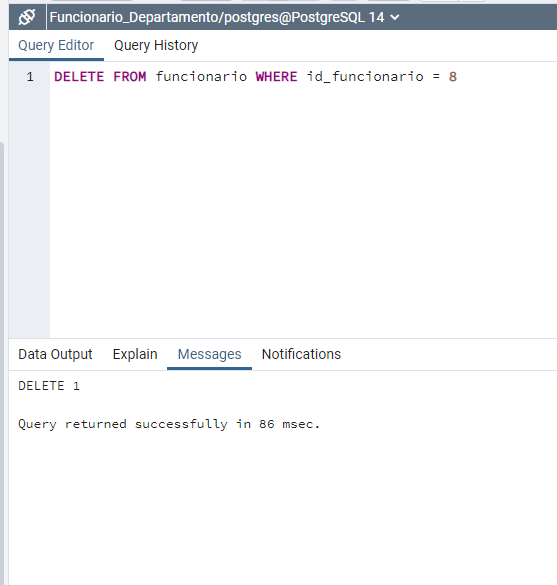 Funcionario_Departamento/postgres@PostgreSQL 14
Query Editor Query History
1 DELETE FROM funcionario WHERE id_funcionario = 8
Data Output Explain Messages Notifications
DELETE 1
Query returned successfully in 86 msec.